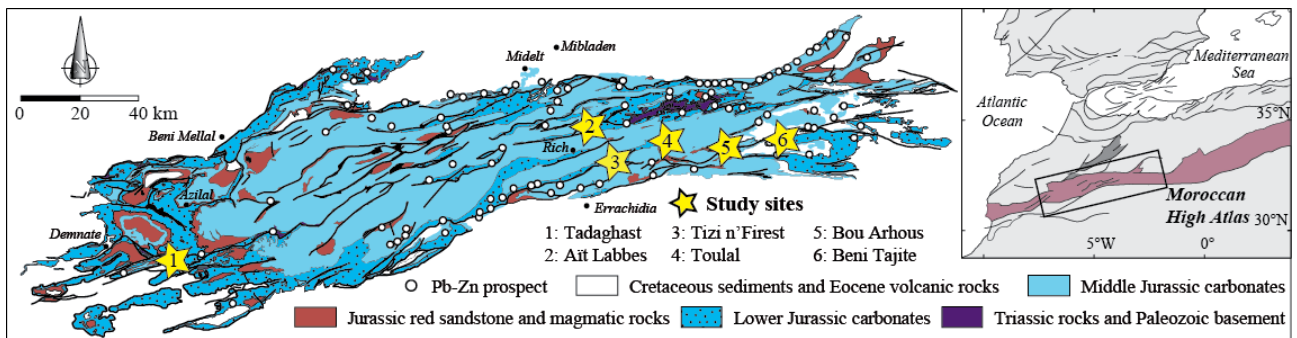 Mibladen
Midelt
0 20 40 km
Beni Mellal
Azilal
Demnate
Rich
Errachidia
1
2
3
4
5
6
Study sites
1: Tadaghast 3: Tizi n'Firest 5: Bou Arhous
2: Aït Labbes 4: Toulal 6: Beni Tajite
Pb-Zn prospect Cretaceous sediments and Eocene volcanic rocks Middle Jurassic carbonates
Jurassic red sandstone and magmatic rocks Lower Jurassic carbonates Triassic rocks and Paleozoic basement
Mediterranean
Sea
Atlantic
Ocean
35°N
Moroccan
High Atlas
30°N
5°W 0°